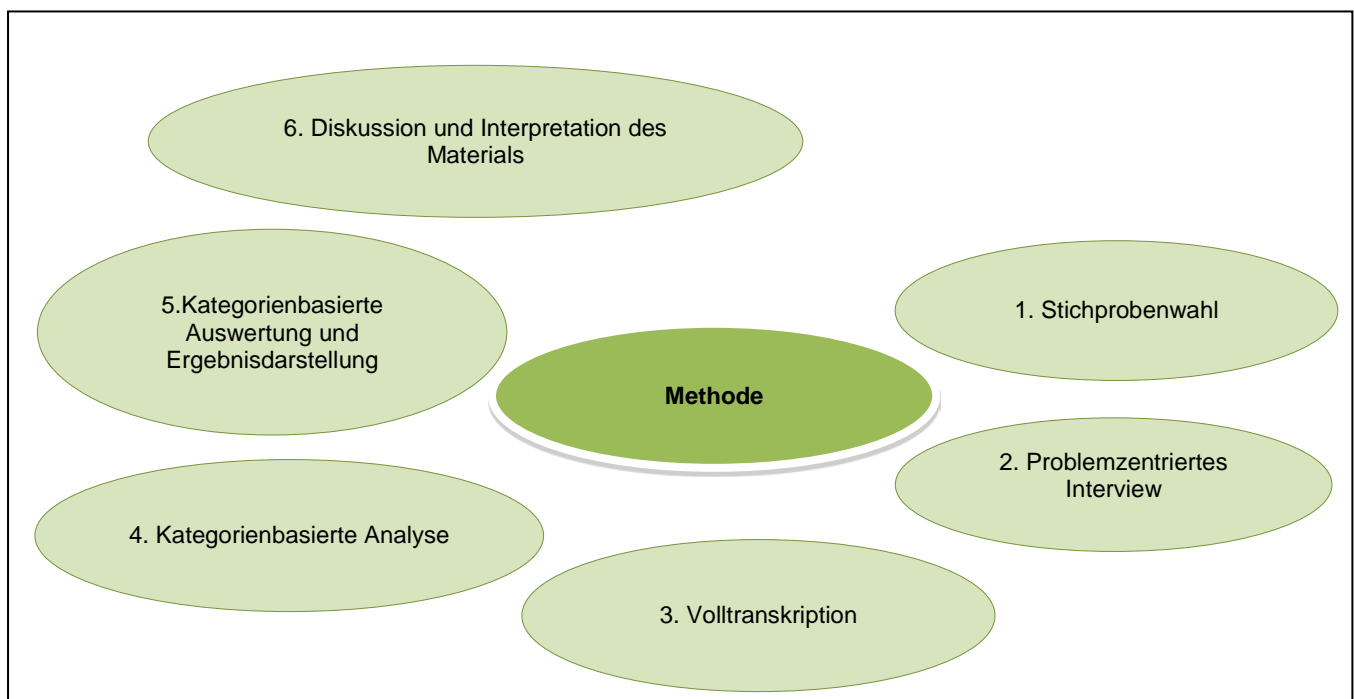 6. Diskussion und Interpretation des
Materials
5.Kategorienbasierte
Auswertung und
Ergebnisdarstellung
1. Stichprobenwahl
Methode
2. Problemzentriertes
Interview
4. Kategorienbasierte Analyse
3. Volltranskription